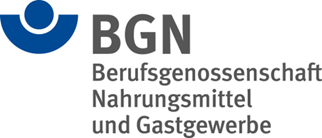 BGN
Berufsgenossenschaft
Nahrungsmittel
und Gastgewerbe